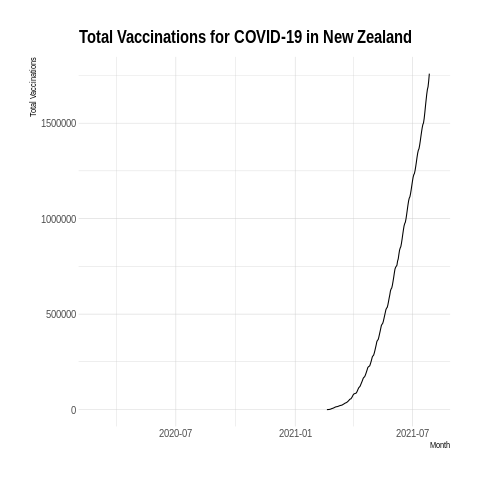 Total Vaccinations for COVID-19 in New Zealand
Total Vaccinations
1500000
1000000
500000
0
2020-07
2021-01
2021-07
Month